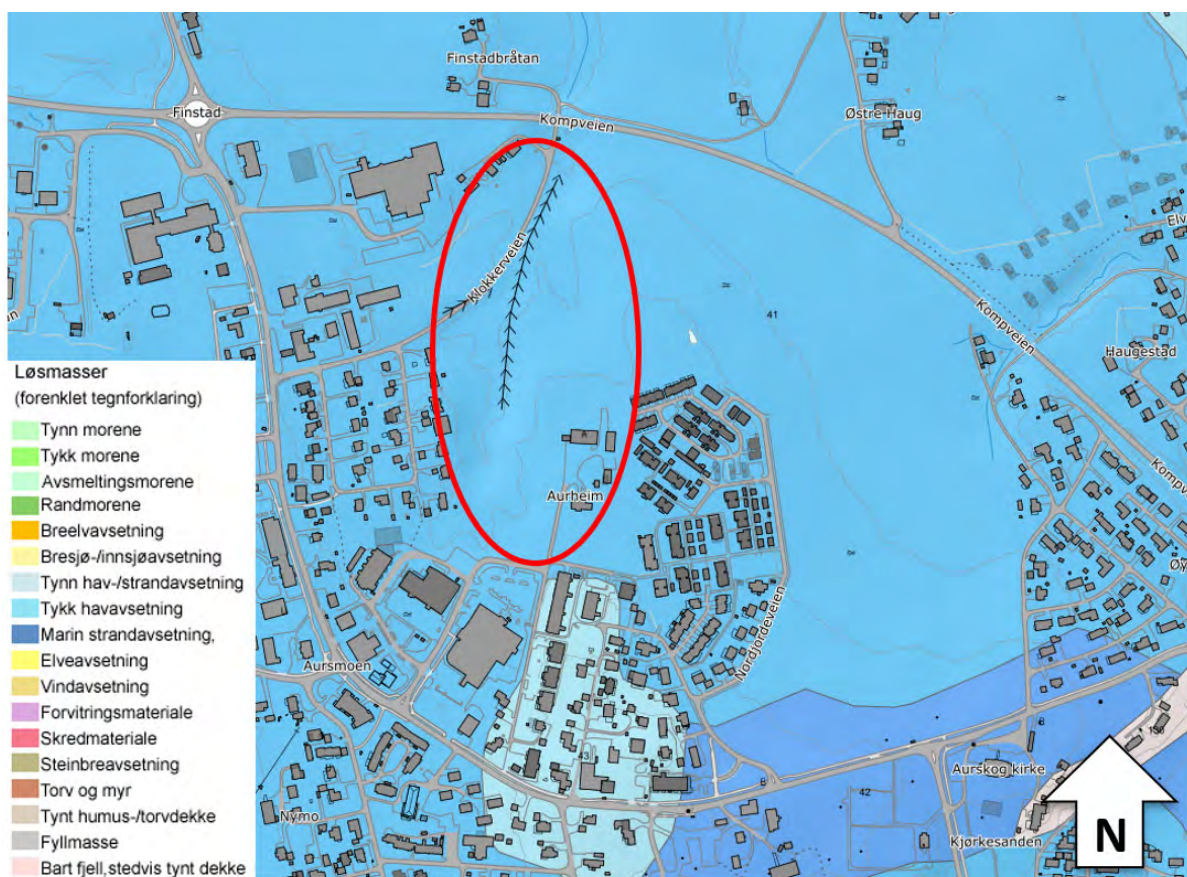 Finstadbråtan
Finstad
Kompveien
Østre Haug
Klokkerveien
41
Kompveien
Haugestad
Kompv
Aurheim
Nordjordeveien
Aursmoen
43
Nymo
Aurskog kirke
42
Kjørkesanden
N
Løsmasser
(forenklet tegnforklaring)
Tynn morene
Tykk morene
Avsmeltingsmorene
Randmorene
Breelvavsetning
Bresjø-/innsjøavsetning
Tynn hav-/strandavsetning
Tykk havavsetning
Marin strandavsetning,
Elveavsetning
Vindavsetning
Forvitringsmateriale
Skredmateriale
Steinbreavsetning
Torv og myr
Tynt humus-/torvdekke
Fyllmasse
Bart fjell,stedvis tynt dekke